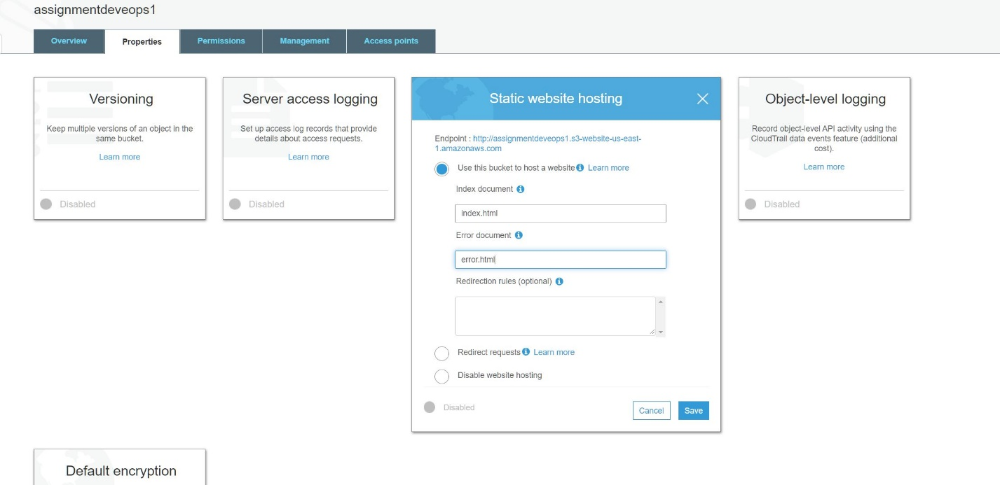 assignmentdeveops1
Overview
Properties
Permissions
Management
Access points
Versioning
Keep multiple versions of an object in the
same bucket.
Learn more
Disabled
Server access logging
Set up access log records that provide
details about access requests.
Learn more
Disabled
Static website hosting
Endpoint : http://assignmentdeveops1.s3-website-us-east-
1.amazonaws.com
Use this bucket to host a website Learn more
Index document
index.html
Error document
error.html
Redirection rules (optional)
Redirect requests Learn more
Disable website hosting
Disabled
Cancel
Save
Object-level logging
Record object-level API activity using the
CloudTrail data events feature (additional
cost).
Learn more
Disabled
Default encryption